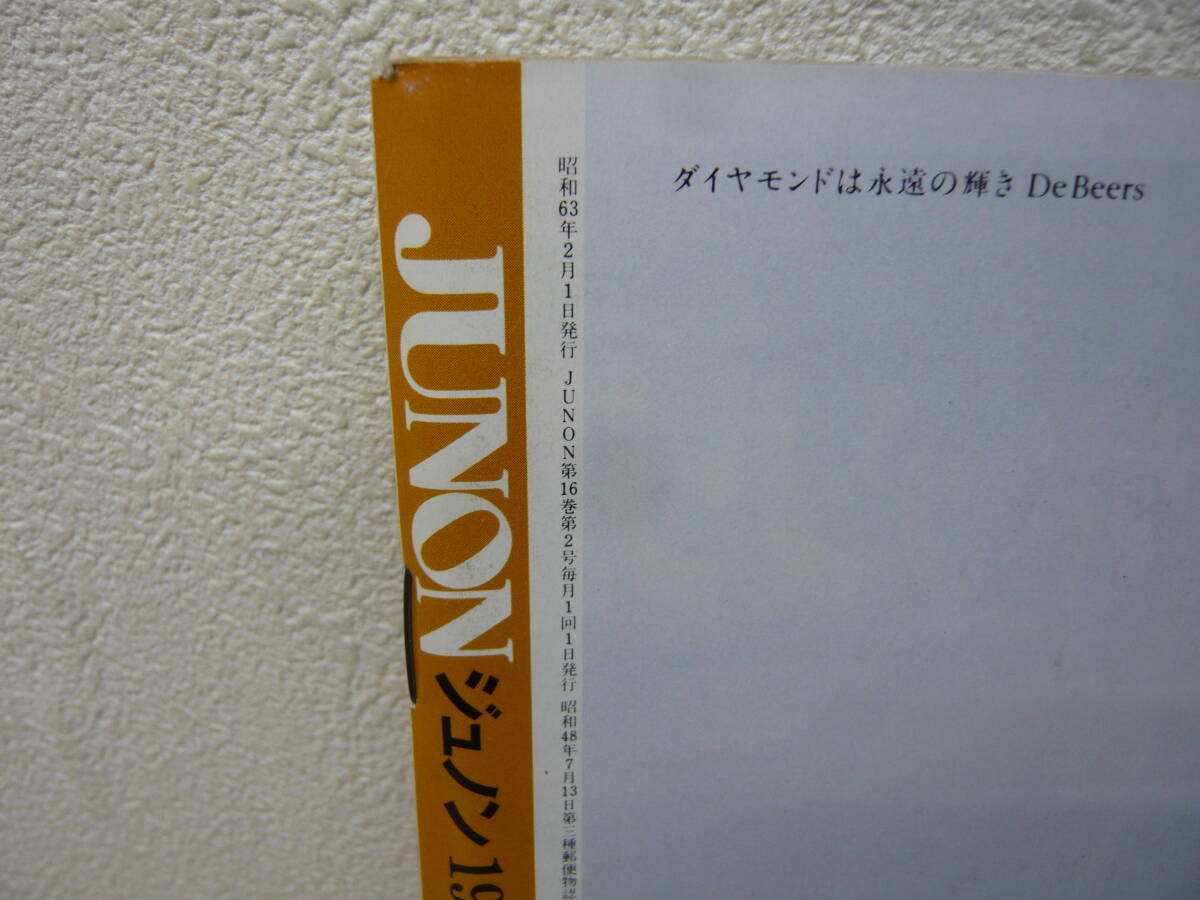 JUNON ジュノン 19
昭和63年2月1日発行 JUNON第16巻第2号毎月1回1日発行 昭和48年7月13日第三種郵便物認
ダイヤモンドは永遠の輝き De Beers